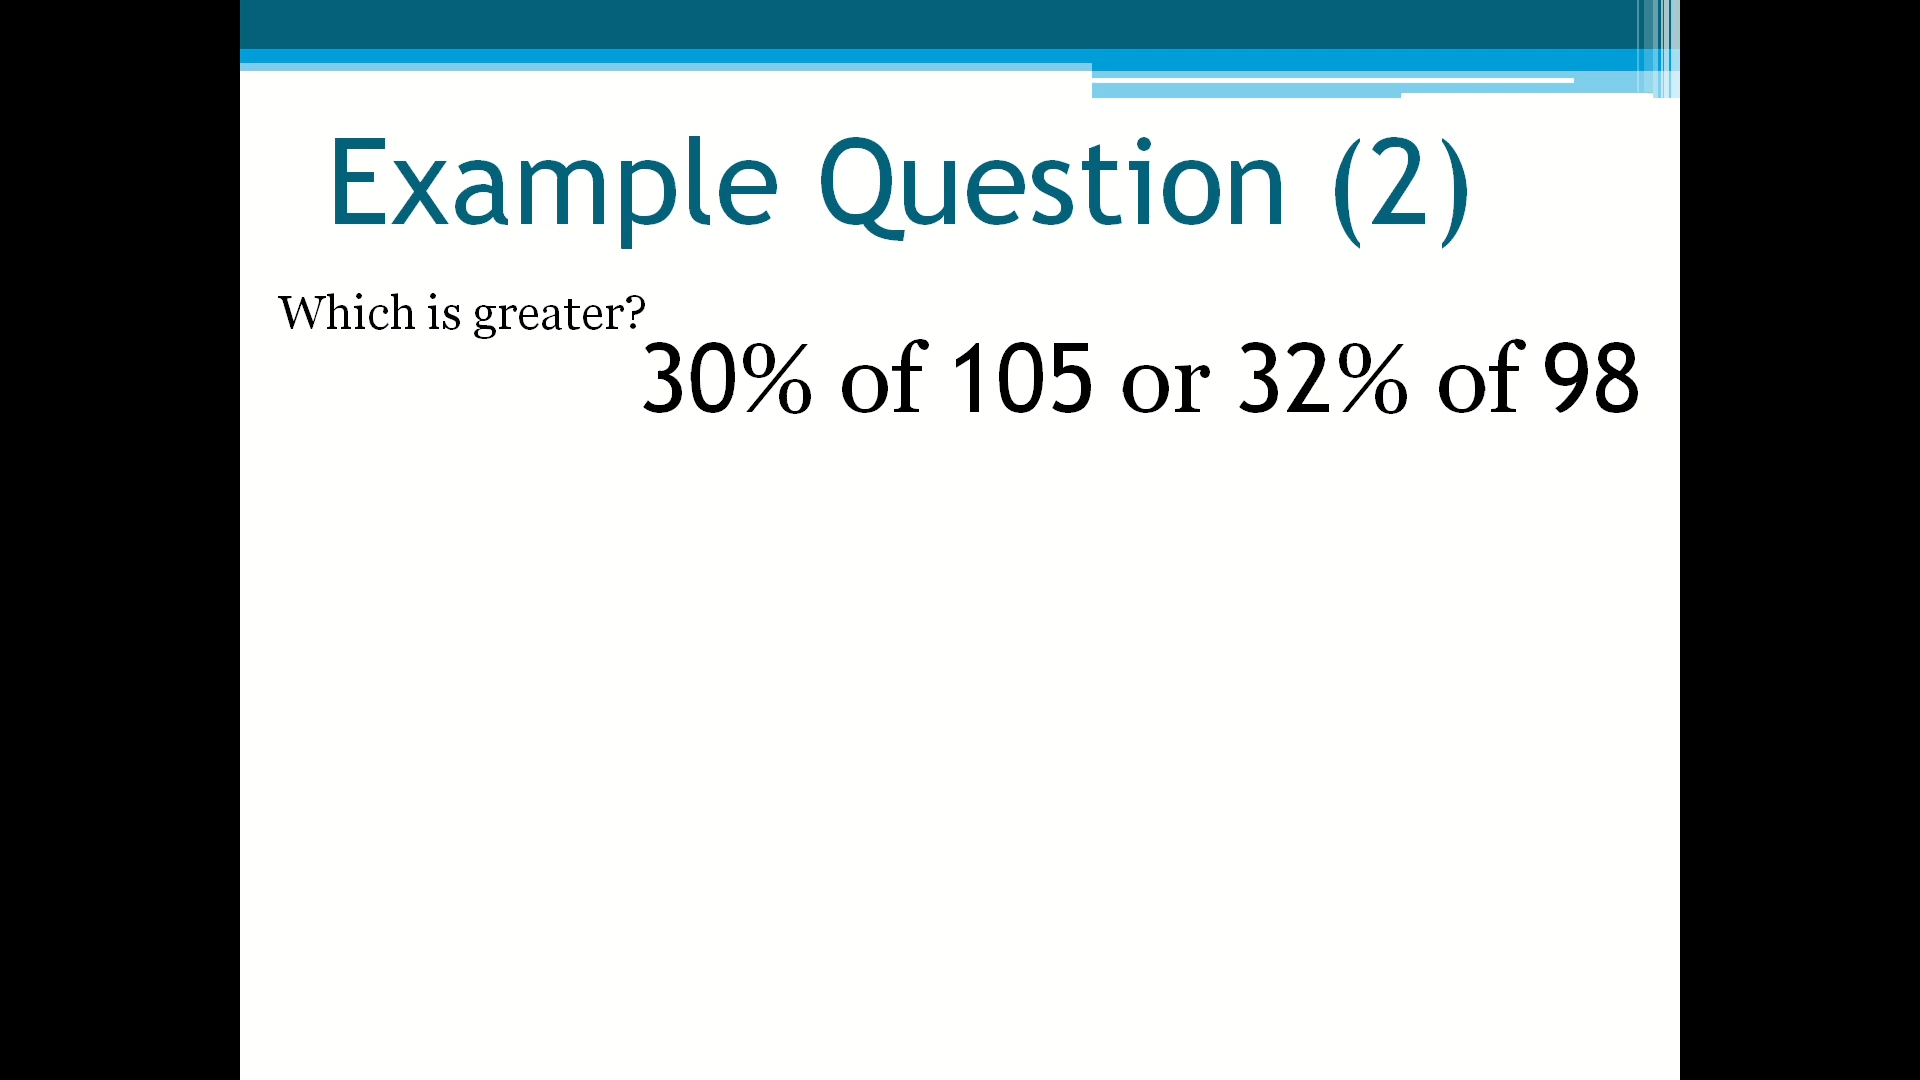 Example Question (2)
Which is greater?
30% of 105 or 32% of 98